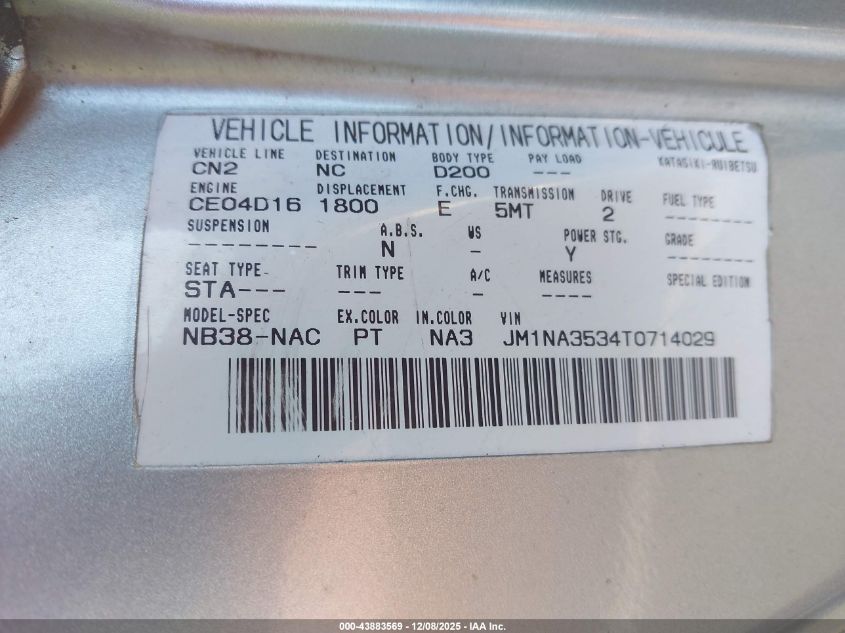 VEHICLE INFORMATION/INFORMATION-VÉHICULE
VEHICLE LINE DESTINATION BODY TYPE PAY LOAD KATASIKI-RUIBETSU
CN2 NC D200 ---
ENGINE DISPLACEMENT F.CHG. TRANSMISSION DRIVE FUEL TYPE
CE04D16 1800 E 5MT 2 -------
SUSPENSION A.B.S. WS POWER STG. GRADE
--------- N - Y -------
SEAT TYPE TRIM TYPE A/C MEASURES SPECIAL EDITION
STA--- --- - ----
MODEL-SPEC EX.COLOR IN.COLOR VIN
NB38-NAC PT NA3 JM1NA3534T0714029
000-43883569 - 12/08/2025 - IAA Inc.